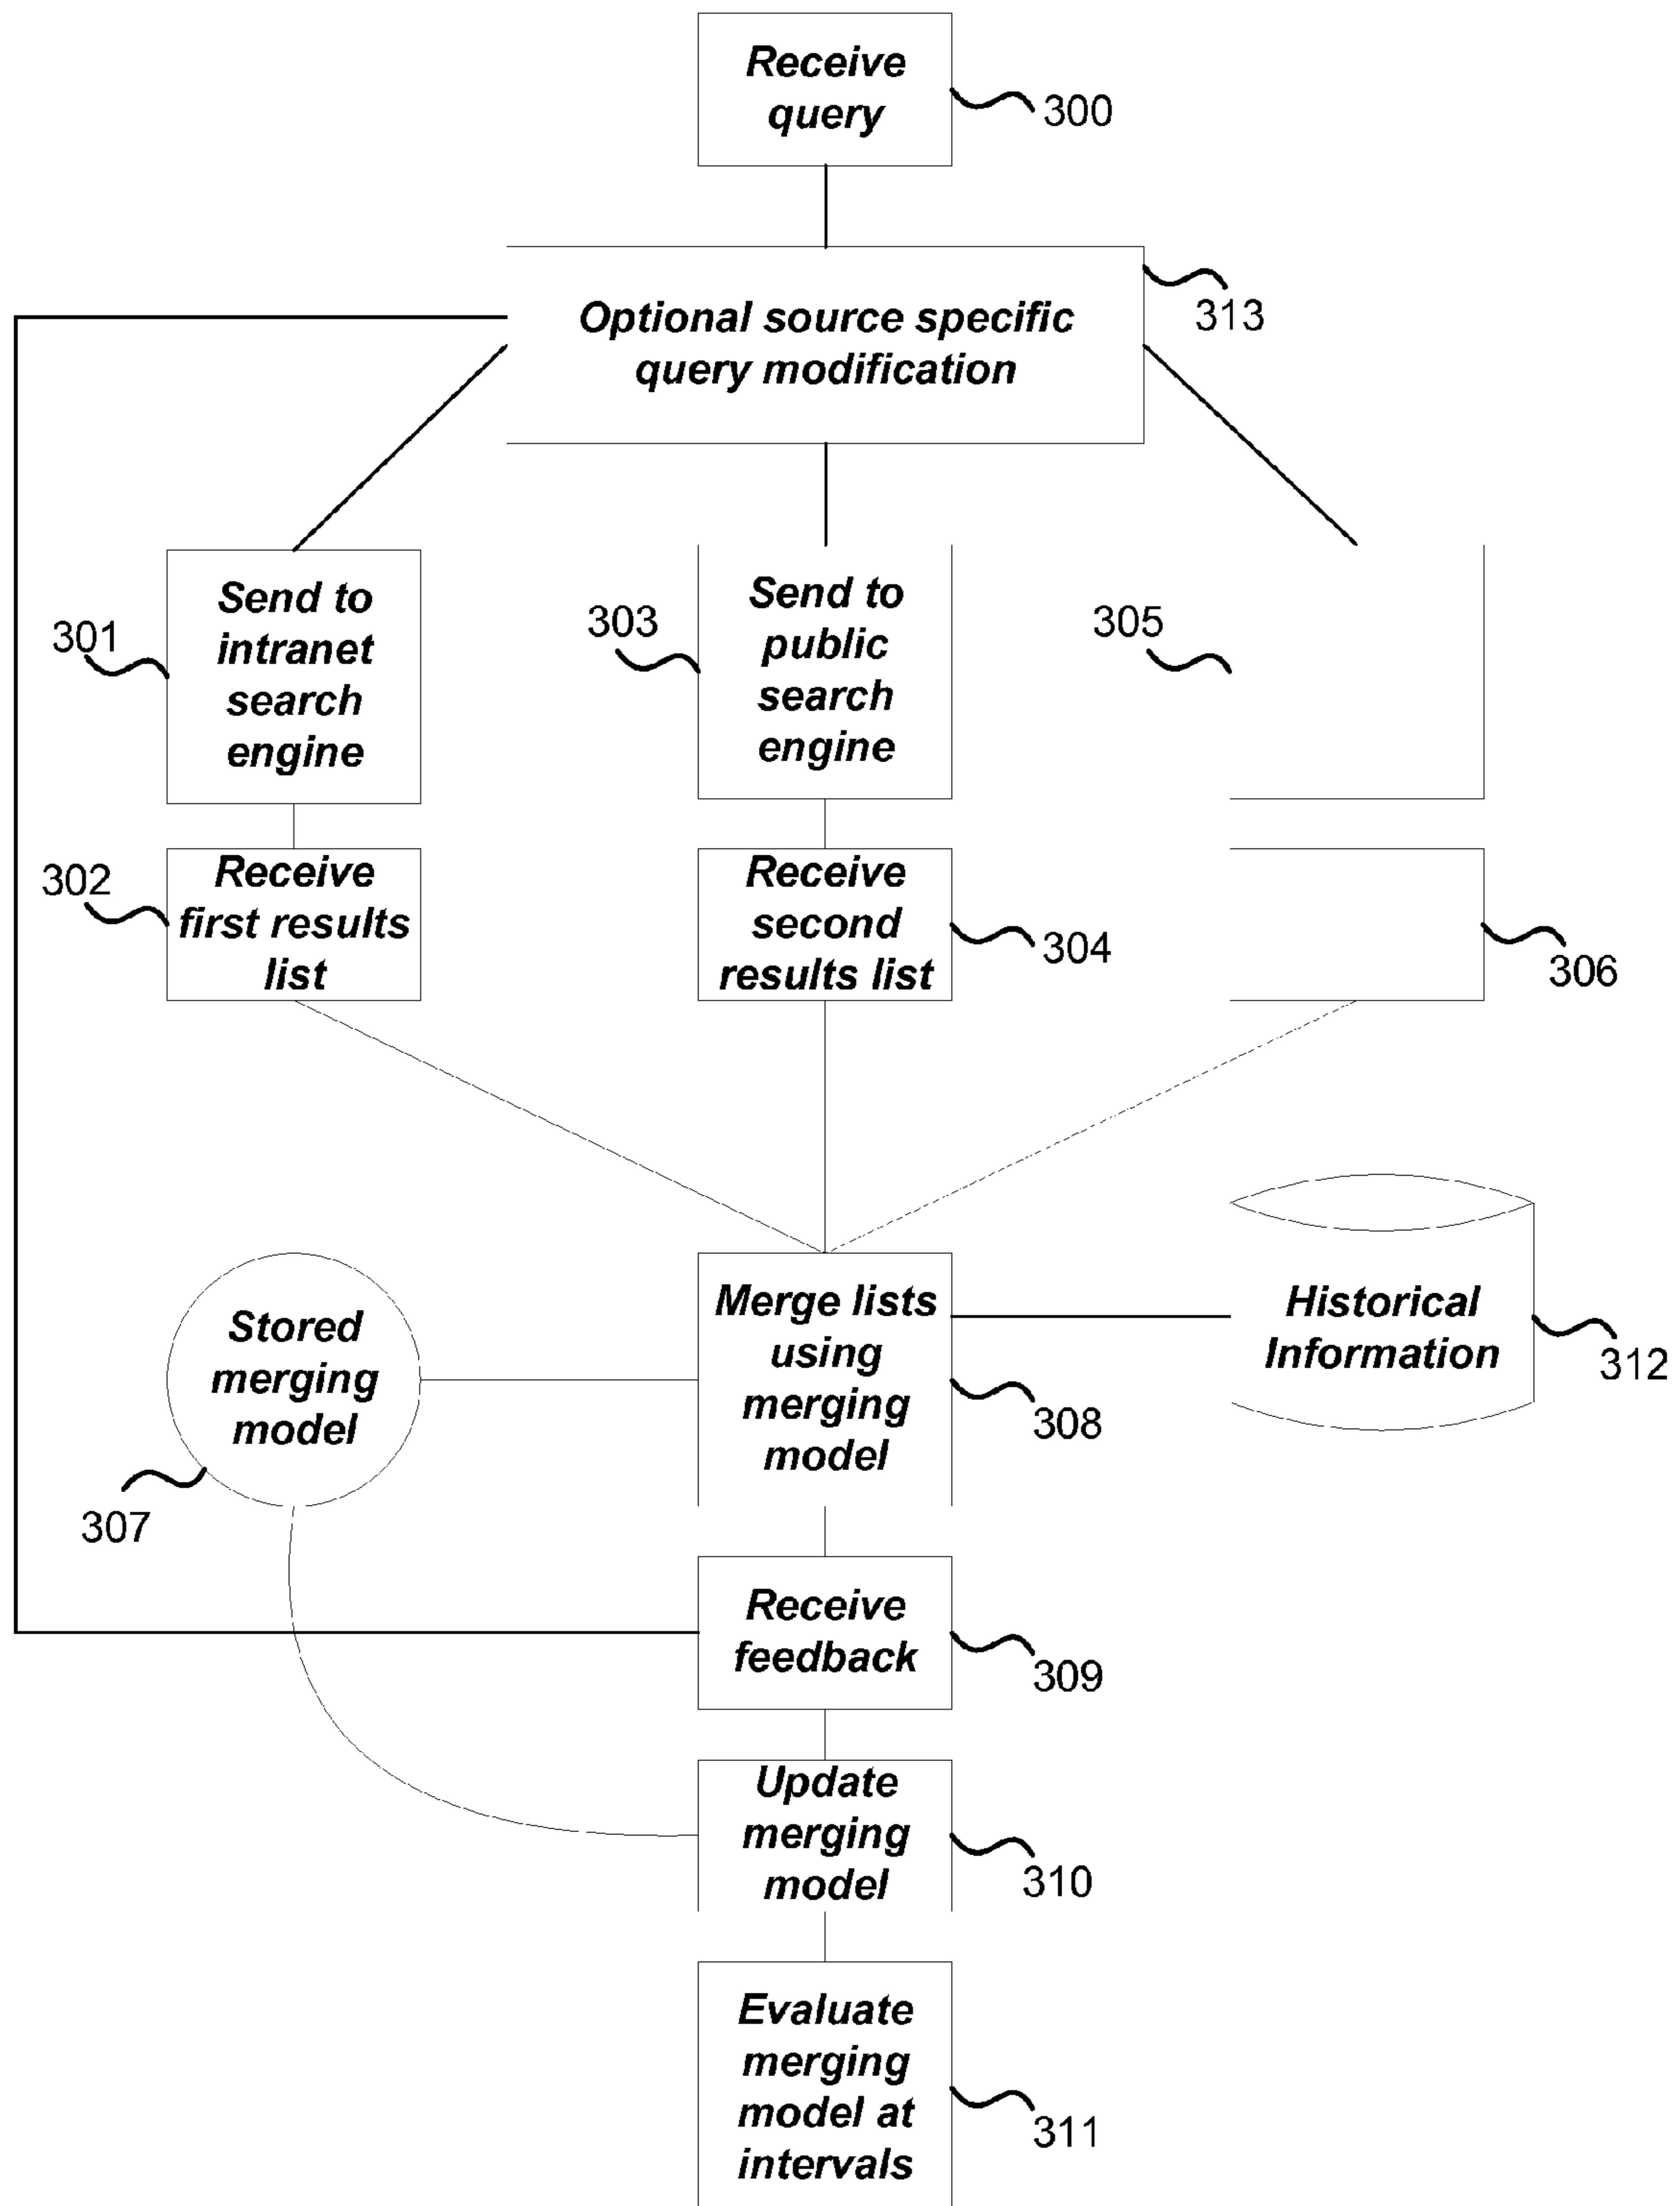 Receive
query
300
Optional source specific
query modification
313
Send to
intranet
search
engine
301
Send to
public
search
engine
303
305
Receive
first results
list
302
Receive
second
results list
304
306
Stored
merging
model
307
Merge lists
using
merging
model
308
Historical
Information
312
Receive
feedback
309
Update
merging
model
310
Evaluate
merging
model at
intervals
311